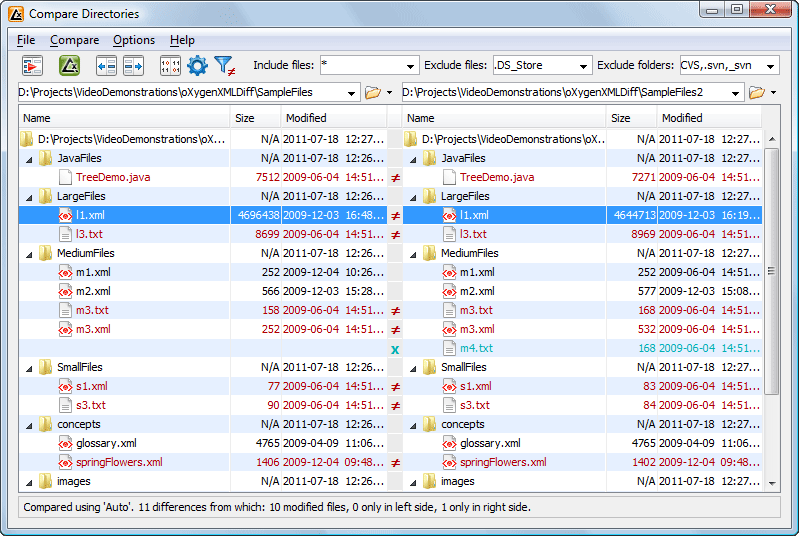 Compare Directories
File Compare Options Help
Include files: * Exclude files: .DS_Store Exclude folders: CVS,.svn,_svn
D:\Projects\VideoDemonstrations\oXygenXMLDiff\SampleFiles D:\Projects\VideoDemonstrations\oXygenXMLDiff\SampleFiles2
Name Size Modified Name Size Modified
D:\Projects\VideoDemonstrations\oX... N/A 2011-07-18 12:27... D:\Projects\VideoDemonstrations\oX... N/A 2011-07-18 12:27...
JavaFiles N/A 2011-07-18 12:26... JavaFiles N/A 2011-07-18 12:27...
TreeDemo.java 7512 2009-06-04 14:51... ≠ TreeDemo.java 7271 2009-06-04 14:51...
LargeFiles N/A 2011-07-18 12:26... LargeFiles N/A 2011-07-18 12:27...
l1.xml 4696438 2009-12-03 16:48... ≠ l1.xml 4644713 2009-12-03 16:19...
l3.txt 8699 2009-06-04 14:51... ≠ l3.txt 8969 2009-06-04 14:51...
MediumFiles N/A 2011-07-18 12:26... MediumFiles N/A 2011-07-18 12:27...
m1.xml 252 2009-12-04 10:26... m1.xml 252 2009-06-04 14:51...
m2.xml 566 2009-12-03 15:28... m2.xml 577 2009-12-03 15:08...
m3.txt 158 2009-06-04 14:51... ≠ m3.txt 168 2009-06-04 14:51...
m3.xml 252 2009-06-04 14:51... ≠ m3.xml 532 2009-06-04 14:51...
x m4.txt 168 2009-06-04 14:51...
SmallFiles N/A 2011-07-18 12:26... SmallFiles N/A 2011-07-18 12:27...
s1.xml 77 2009-06-04 14:51... ≠ s1.xml 83 2009-06-04 14:51...
s3.txt 90 2009-06-04 14:51... ≠ s3.txt 84 2009-06-04 14:51...
concepts N/A 2011-07-18 12:26... concepts N/A 2011-07-18 12:27...
glossary.xml 4765 2009-04-09 11:06... glossary.xml 4765 2009-04-09 11:06...
springFlowers.xml 1406 2009-12-04 09:48... ≠ springFlowers.xml 1402 2009-12-04 09:48...
images N/A 2011-07-18 12:26... images N/A 2011-07-18 12:27...
Compared using 'Auto'. 11 differences from which: 10 modified files, 0 only in left side, 1 only in right side.